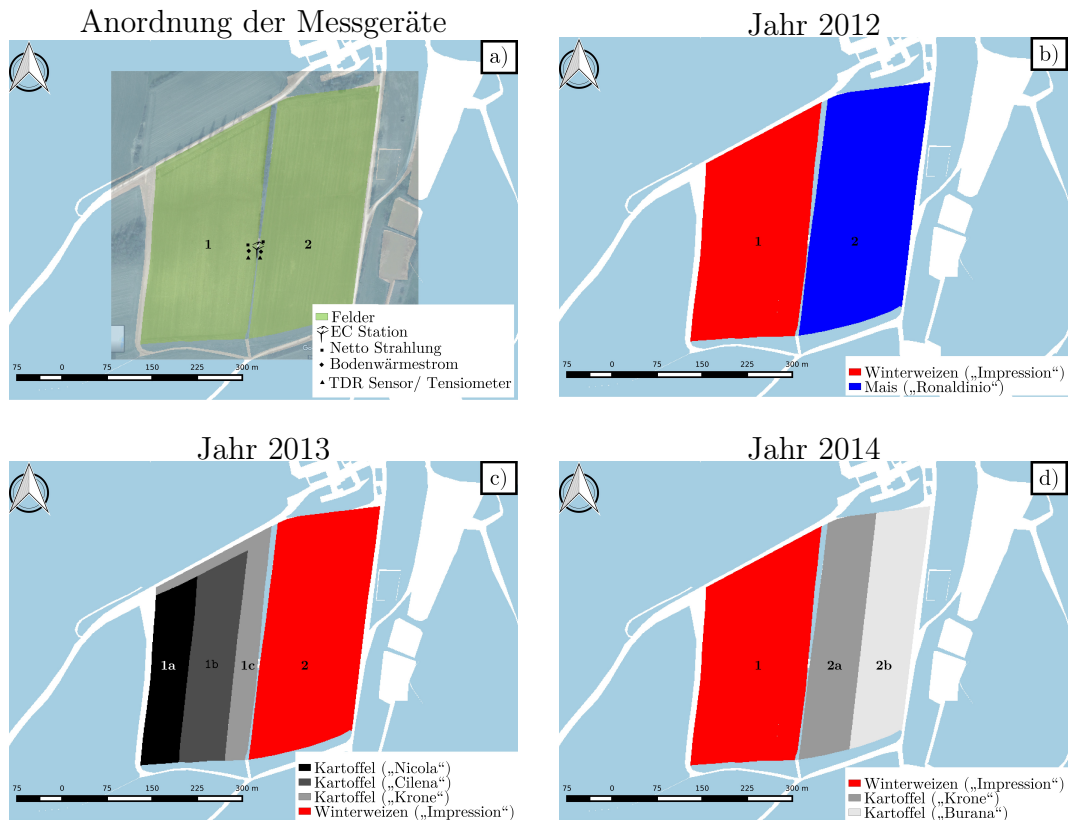 Anordnung der Messgeräte
a)
1
2
Felder
EC Station
Netto Strahlung
Bodenwärmestrom
TDR Sensor/ Tensiometer
75 0 75 150 225 300 m
Jahr 2012
b)
1
2
Winterweizen („Impression“)
Mais („Ronaldinio“)
75 0 75 150 225 300 m
Jahr 2013
c)
1a
1b
1c
2
Kartoffel („Nicola“)
Kartoffel („Cilena“)
Kartoffel („Krone“)
Winterweizen („Impression“)
75 0 75 150 225 300 m
Jahr 2014
d)
1
2a
2b
Winterweizen („Impression“)
Kartoffel („Krone“)
Kartoffel („Burana“)
75 0 75 150 225 300 m